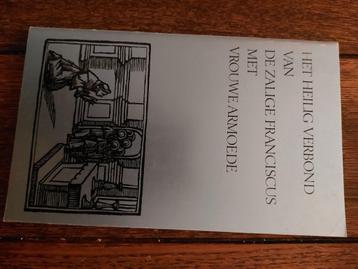 HET HEILIG VERBOND
VAN
DE ZALIGE FRANCISCUS
MET
VROUWE ARMOEDE